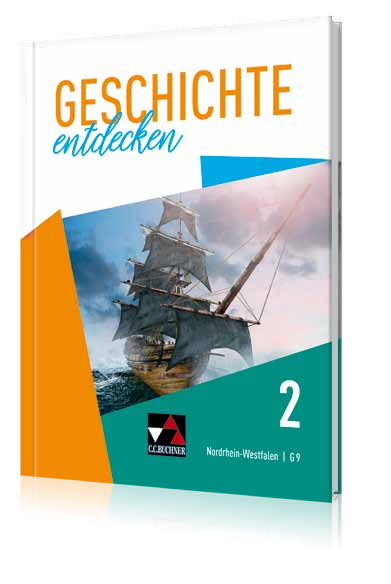 GESCHICHTE
entdecken
2
Nordrhein-Westfalen | G9
C.C.BUCHNER